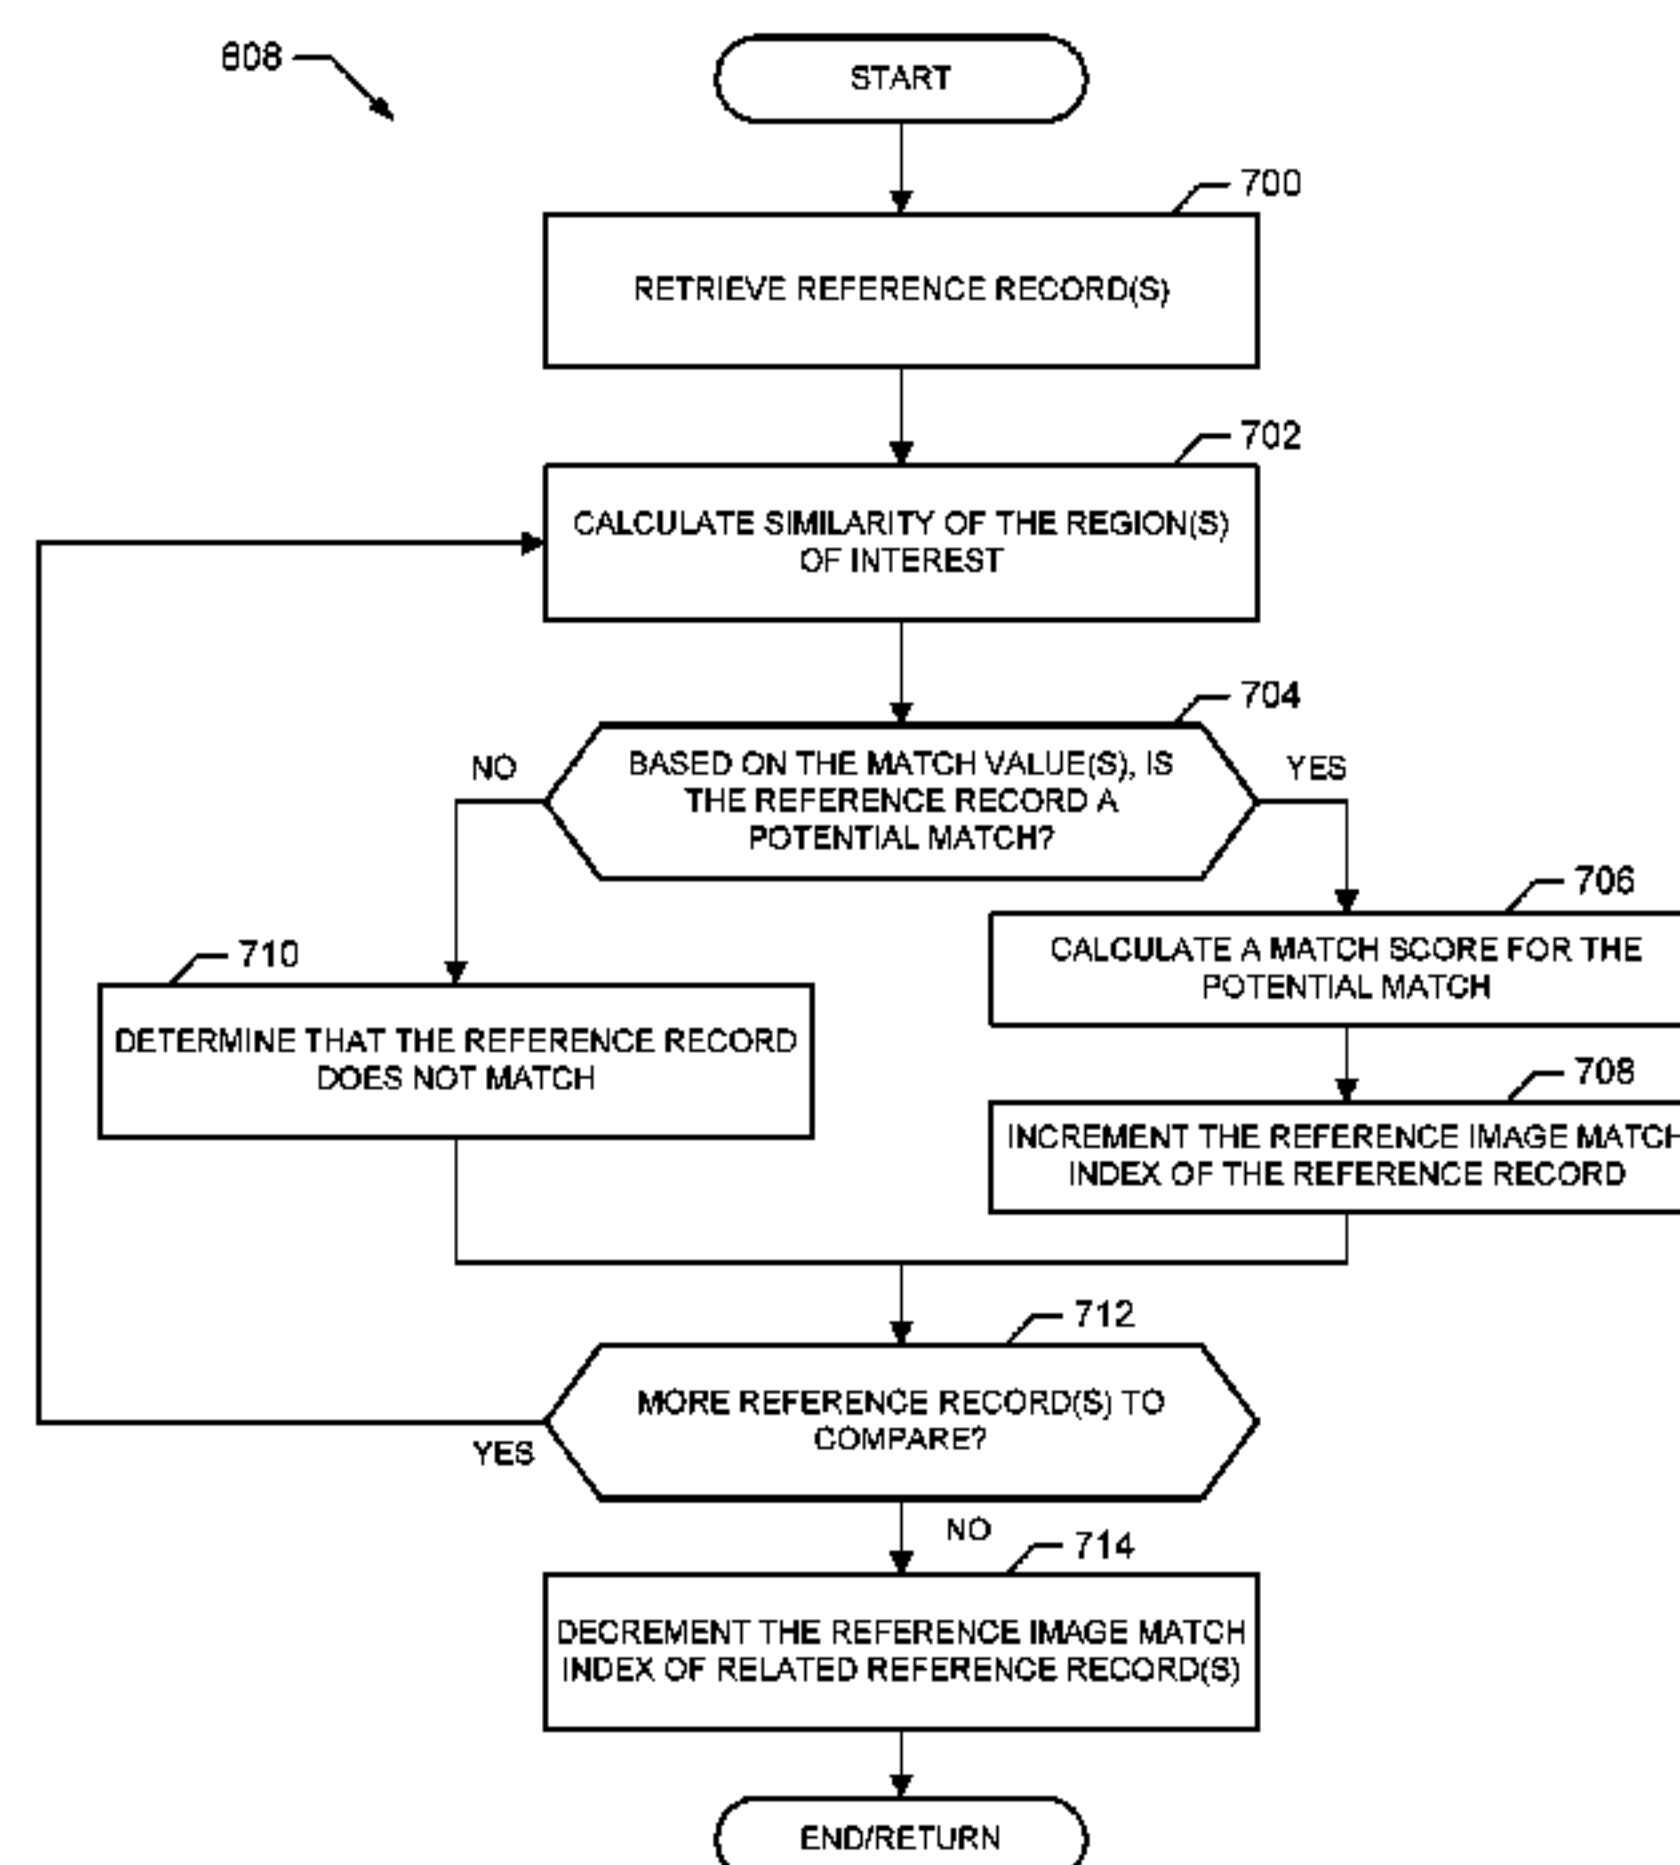 608
START
700
RETRIEVE REFERENCE RECORD(S)
702
CALCULATE SIMILARITY OF THE REGION(S)
OF INTEREST
704
NO
BASED ON THE MATCH VALUE(S), IS
THE REFERENCE RECORD A
POTENTIAL MATCH?
YES
706
CALCULATE A MATCH SCORE FOR THE
POTENTIAL MATCH
710
DETERMINE THAT THE REFERENCE RECORD
DOES NOT MATCH
708
INCREMENT THE REFERENCE IMAGE MATCH
INDEX OF THE REFERENCE RECORD
712
MORE REFERENCE RECORD(S) TO
COMPARE?
YES
NO
714
DECREMENT THE REFERENCE IMAGE MATCH
INDEX OF RELATED REFERENCE RECORD(S)
END/RETURN